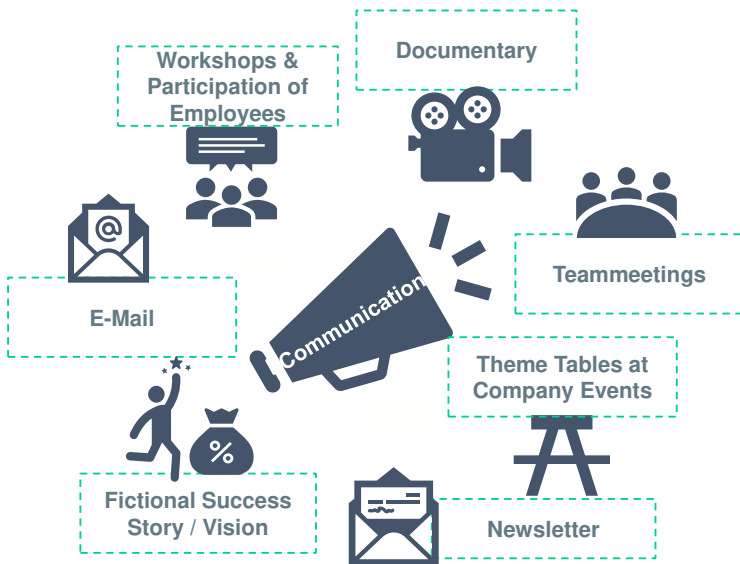 Documentary
Workshops &
Participation of
Employees
@
Teammeetings
E-Mail
Communication
Theme Tables at
Company Events
%
Fictional Success
Story / Vision
Newsletter